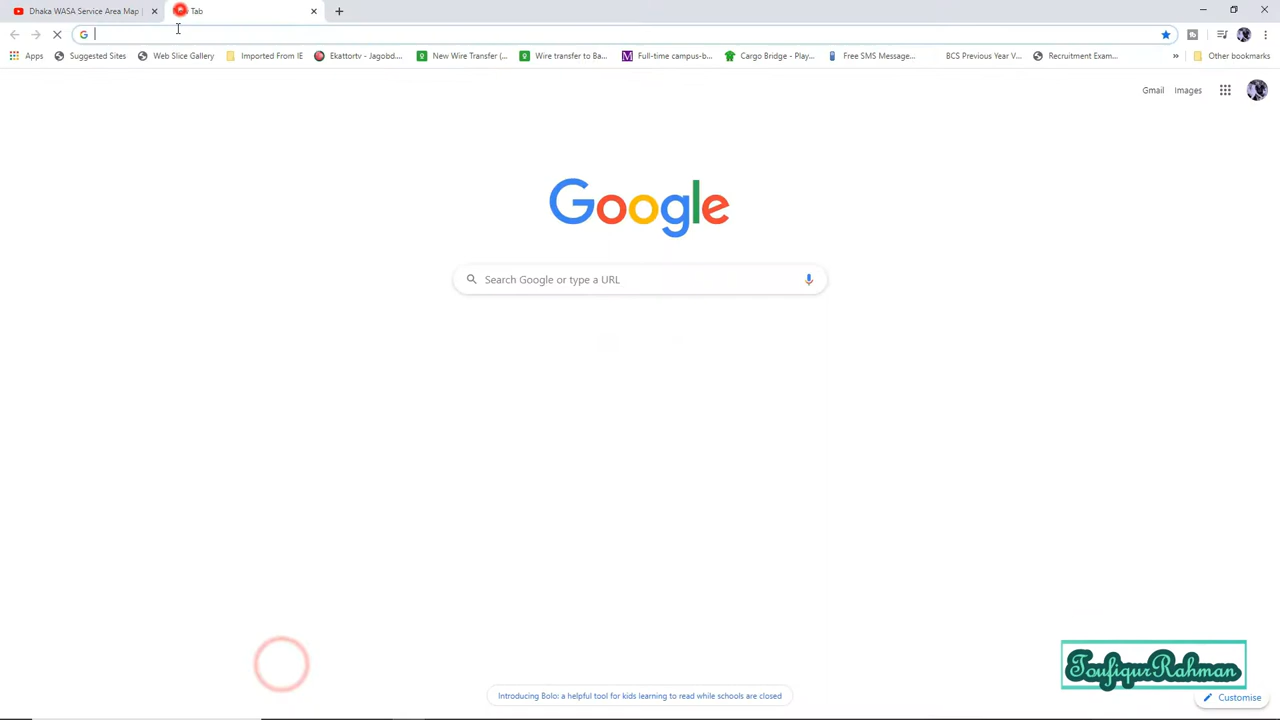 Dhaka WASA Service Area Map |
Tab
Apps
Suggested Sites
Web Slice Gallery
Imported From IE
Ekattortv - Jagobd....
New Wire Transfer (...
Wire transfer to Ba...
Full-time campus-b...
Cargo Bridge - Play...
Free SMS Message...
BCS Previous Year V...
Recruitment Exam...
»
Other bookmarks
Gmail
Images
Google
Search Google or type a URL
ToufiqurRahman
Introducing Bolo: a helpful tool for kids learning to read while schools are closed
Customise